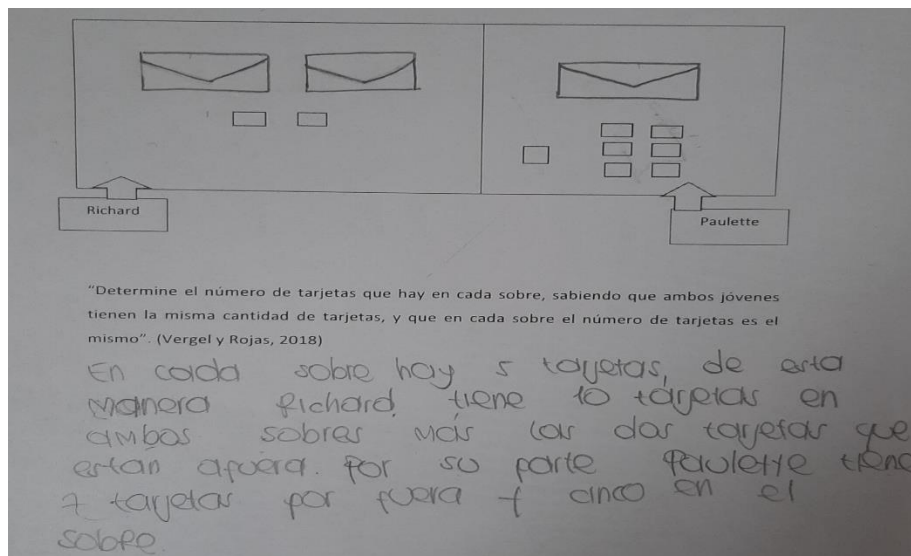 Richard
Paulette
"Determine el número de tarjetas que hay en cada sobre, sabiendo que ambos jóvenes
tienen la misma cantidad de tarjetas, y que en cada sobre el número de tarjetas es el
mismo". (Vergel y Rojas, 2018)
En cada sobre hay 5 tarjetas, de esta
manera Richard, tiene 10 tarjetas en
ambos sobres más las dos tarjetas que
están afuera. Por su parte Paulette tiene
7 tarjetas por fuera y cinco en el
sobre.